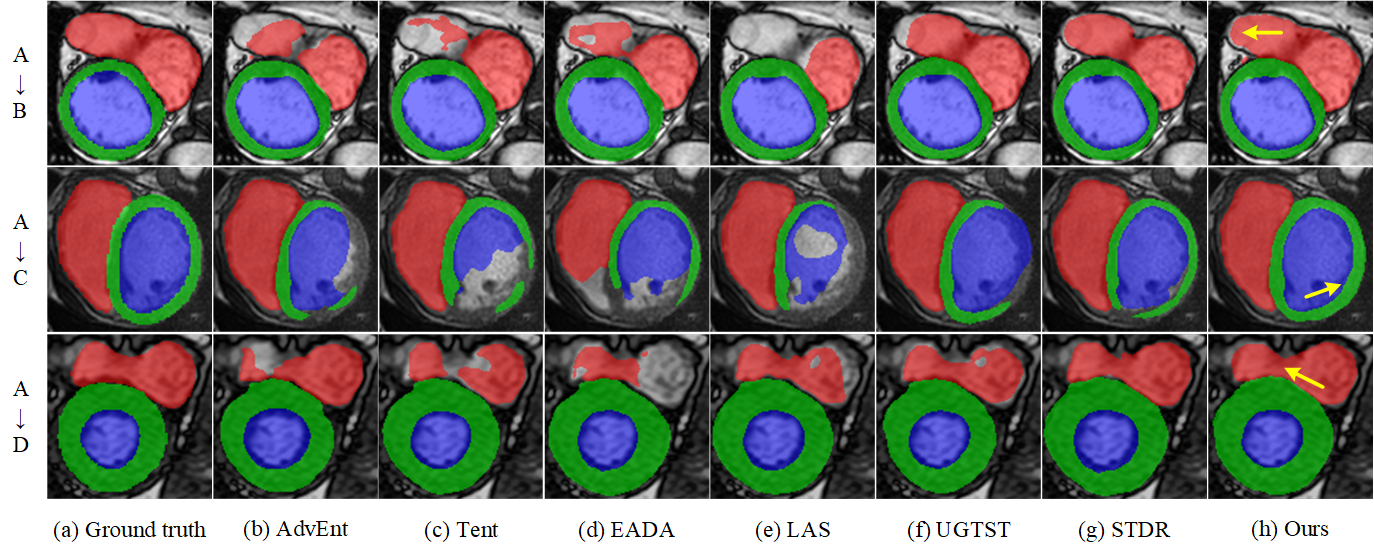 A
↓
B
A
↓
C
A
↓
D
(a) Ground truth (b) AdvEnt (c) Tent (d) EADA (e) LAS (f) UGTST (g) STDR (h) Ours